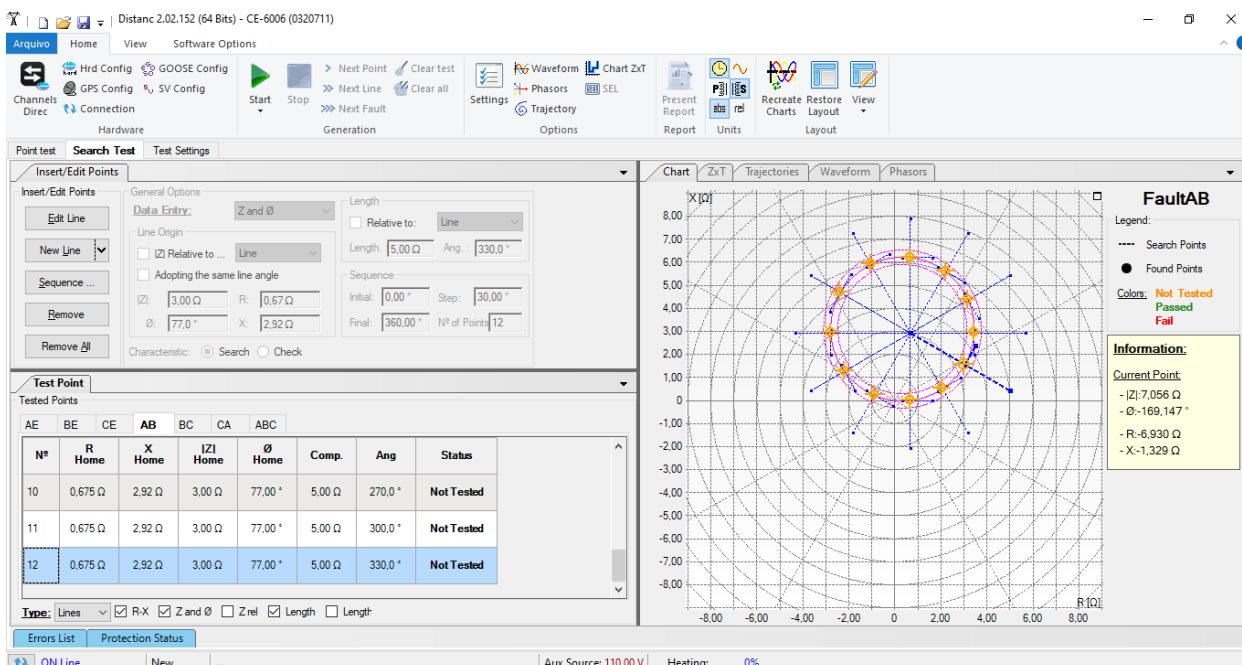 Distanc 2.02.152 (64 Bits) - CE-6006 (0320711)
Arquivo Home View Software Options
Channels Direc
Hrd Config GOOSE Config
GPS Config SV Config
Connection
Hardware
Start Stop
Next Point Clear test
Next Line Clear all
Next Fault
Generation
Settings
Waveform Chart ZxT
Phasors SEL
Trajectory
Options
Present Report
Report
abs rel
Units
Recreate Charts
Restore Layout
View
Layout
Point test Search Test Test Settings
Insert/Edit Points
Insert/Edit Points
Edit Line
New Line
Sequence ...
Remove
Remove All
General Options
Data Entry: Z and Ø
Line Origin
|Z| Relative to ... Line
Adopting the same line angle
|Z|: 3,00 Ω R: 0,67 Ω
Ø: 77,0 ° X: 2,92 Ω
Characteristic: Search Check
Length
Relative to: Line
Length. 5,00 Ω Ang. : 330,0 °
Sequence
Initial: 0,00 ° Step: 30,00 °
Final: 360,00 ° Nº of Points 12
Test Point
Tested Points
AE BE CE AB BC CA ABC
Nº R Home X Home |Z| Home Ø Home Comp. Ang Status
10 0,675 Ω 2,92 Ω 3,00 Ω 77,00 ° 5,00 Ω 270,0 ° Not Tested
11 0,675 Ω 2,92 Ω 3,00 Ω 77,00 ° 5,00 Ω 300,0 ° Not Tested
12 0,675 Ω 2,92 Ω 3,00 Ω 77,00 ° 5,00 Ω 330,0 ° Not Tested
Type: Lines R-X Z and Ø Z rel Length Length
Errors List Protection Status
ON Line New ... Aux Source: 110,00 V Heating: 0%
Chart ZxT Trajectories Waveform Phasors
X [Ω]
8,00
7,00
6,00
5,00
4,00
3,00
2,00
1,00
0
-1,00
-2,00
-3,00
-4,00
-5,00
-6,00
-7,00
-8,00
R [Ω]
-8,00 -6,00 -4,00 -2,00 0 2,00 4,00 6,00 8,00
FaultAB
Legend:
Search Points
Found Points
Colors: Not Tested
Passed
Fail
Information:
Current Point:
- |Z|:7,056 Ω
- Ø:-169,147 °
- R:-6,930 Ω
- X:-1,329 Ω